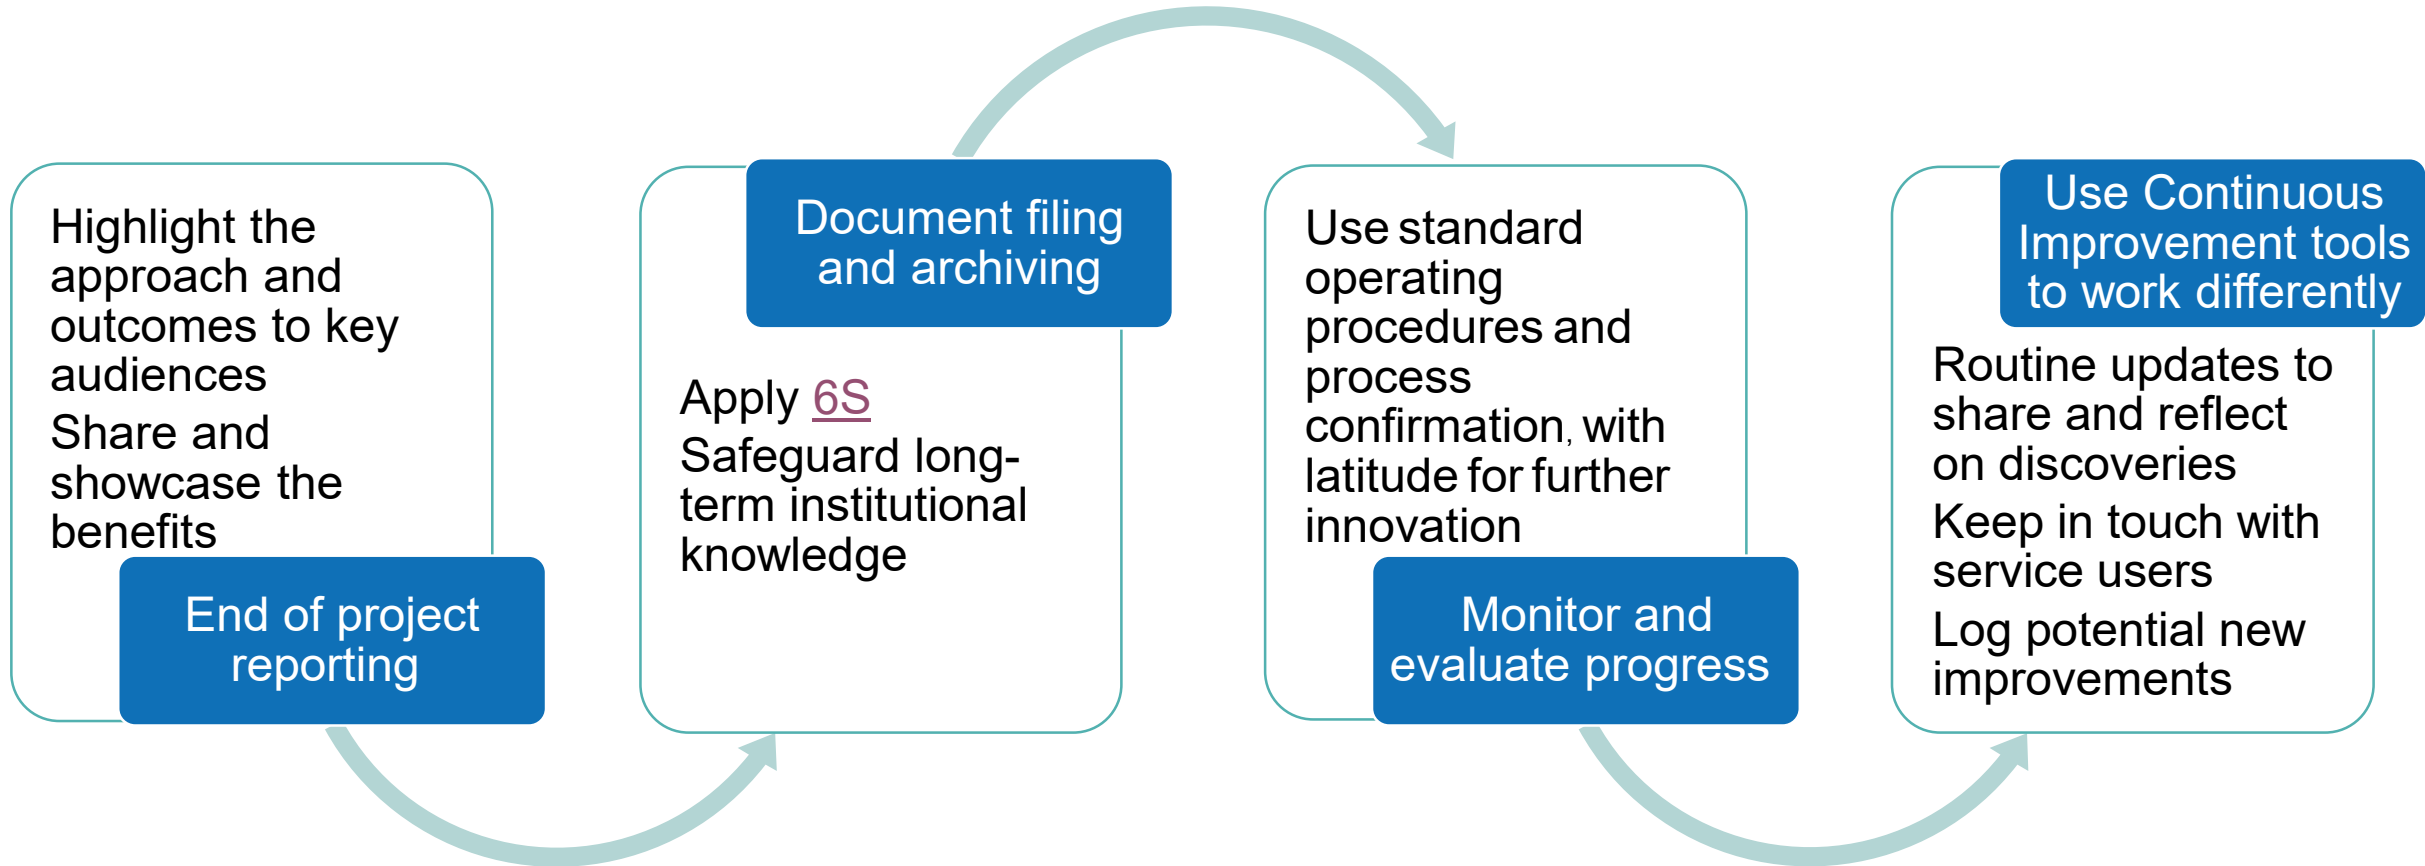 Highlight the
approach and
outcomes to key
audiences
Share and
showcase the
benefits
End of project
reporting
Document filing
and archiving
Apply 6S
Safeguard long-
term institutional
knowledge
Use standard
operating
procedures and
process
confirmation, with
latitude for further
innovation
Monitor and
evaluate progress
Use Continuous
Improvement tools
to work differently
Routine updates to
share and reflect
on discoveries
Keep in touch with
service users
Log potential new
improvements